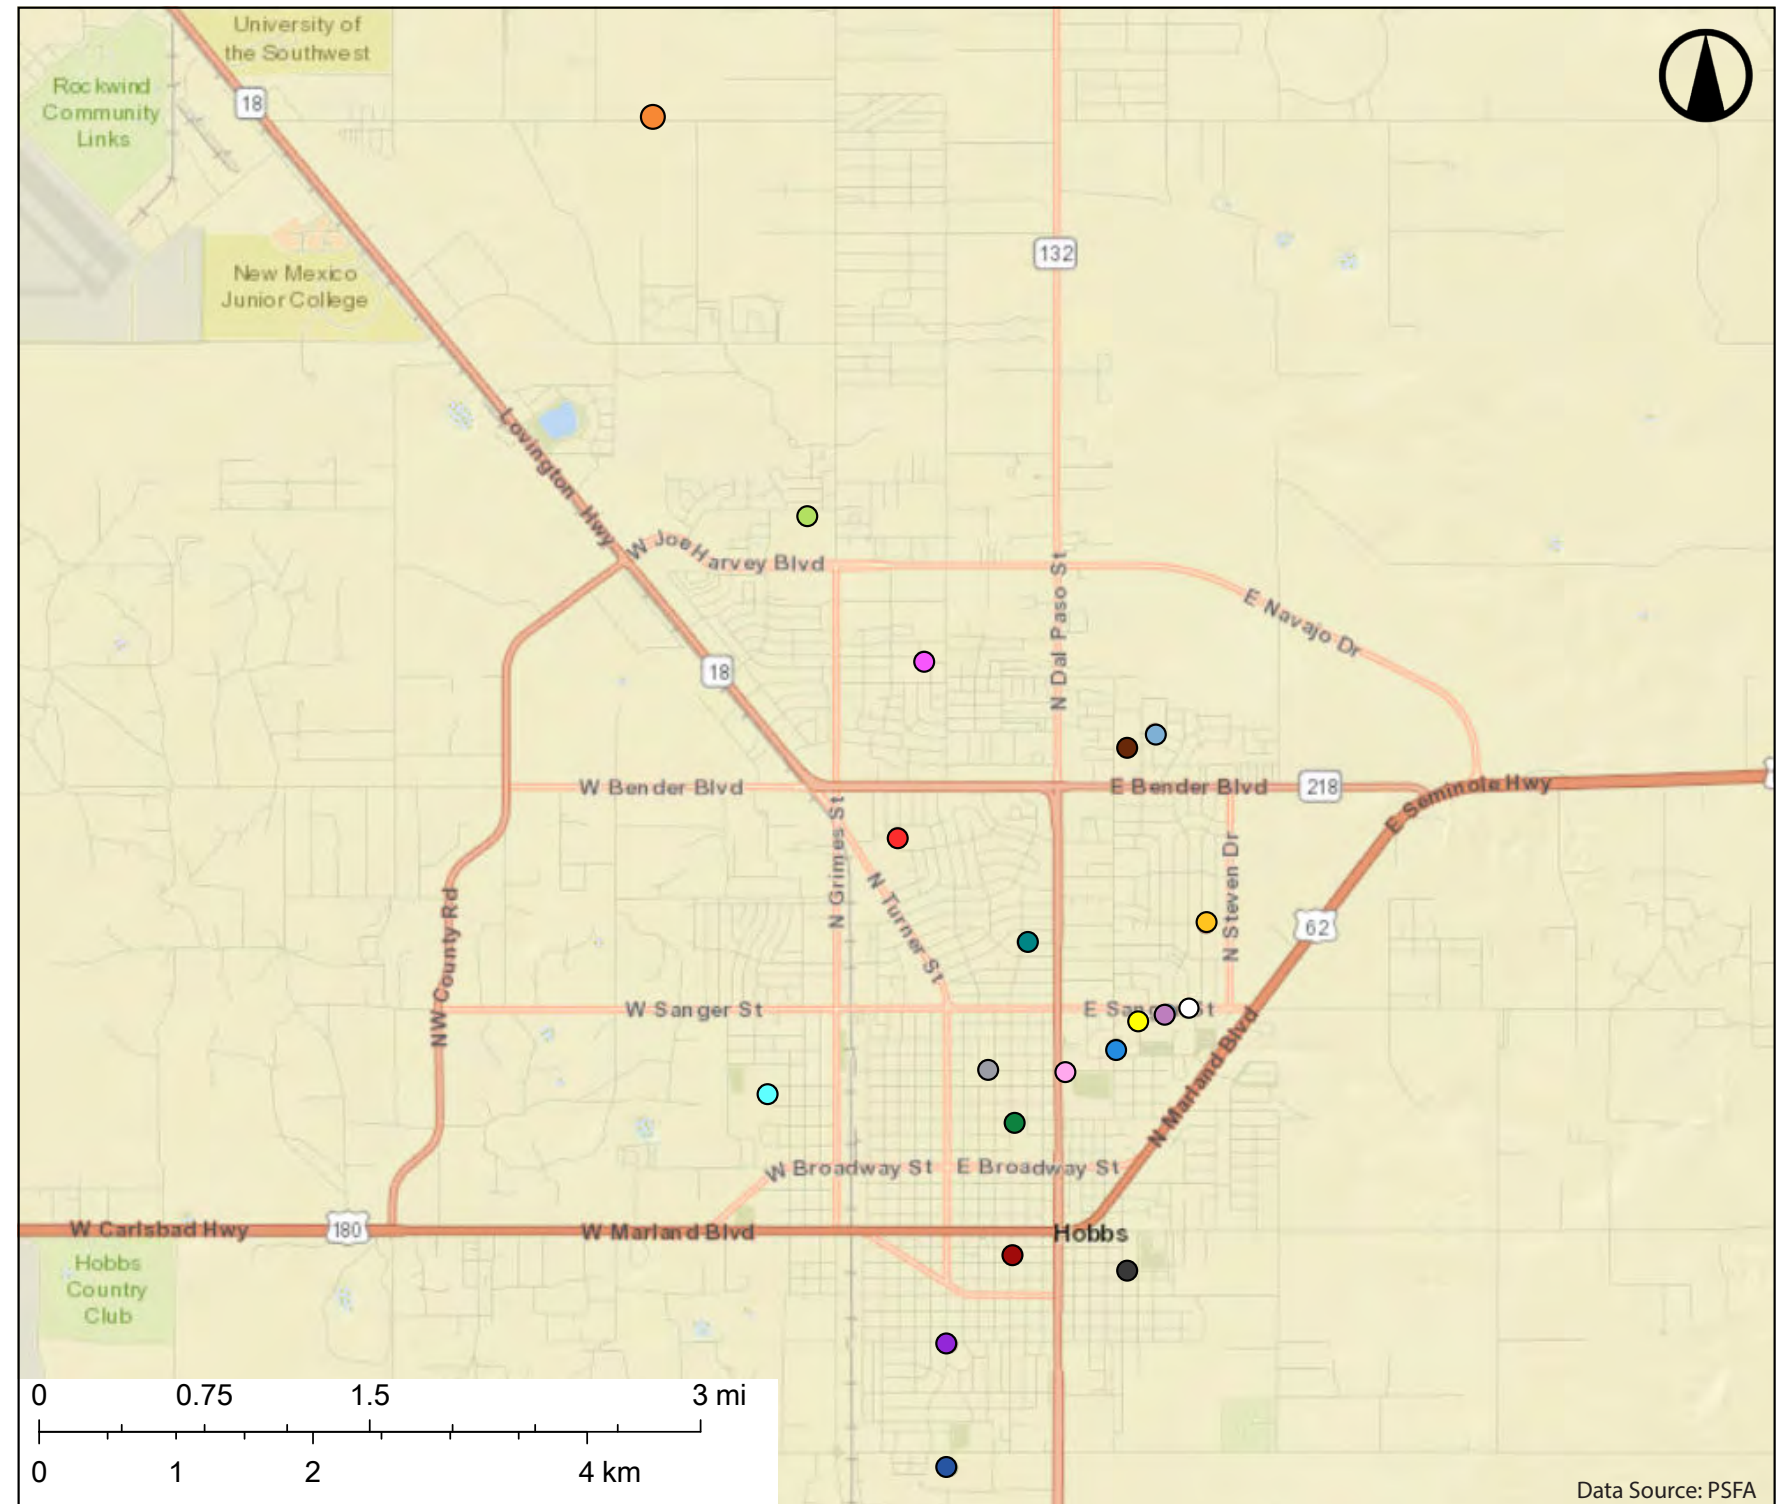 University of
the Southwest
Rockwind
Community
Links
18
132
New Mexico
Junior College
Lovington Hwy
W Joe Harvey Blvd
N Dal Paso St
E Navajo Dr
18
W Bender Blvd
E Bender Blvd
218
E Seminole Hwy
N Grimes St
N Turner St
N Steven Dr
62
NW County Rd
W Sanger St
E Sanger St
N Marland Blvd
W Broadway St
E Broadway St
W Carlsbad Hwy
180
W Marland Blvd
Hobbs
Hobbs
Country
Club
0 0.75 1.5 3 mi
0 1 2 4 km
Data Source: PSFA